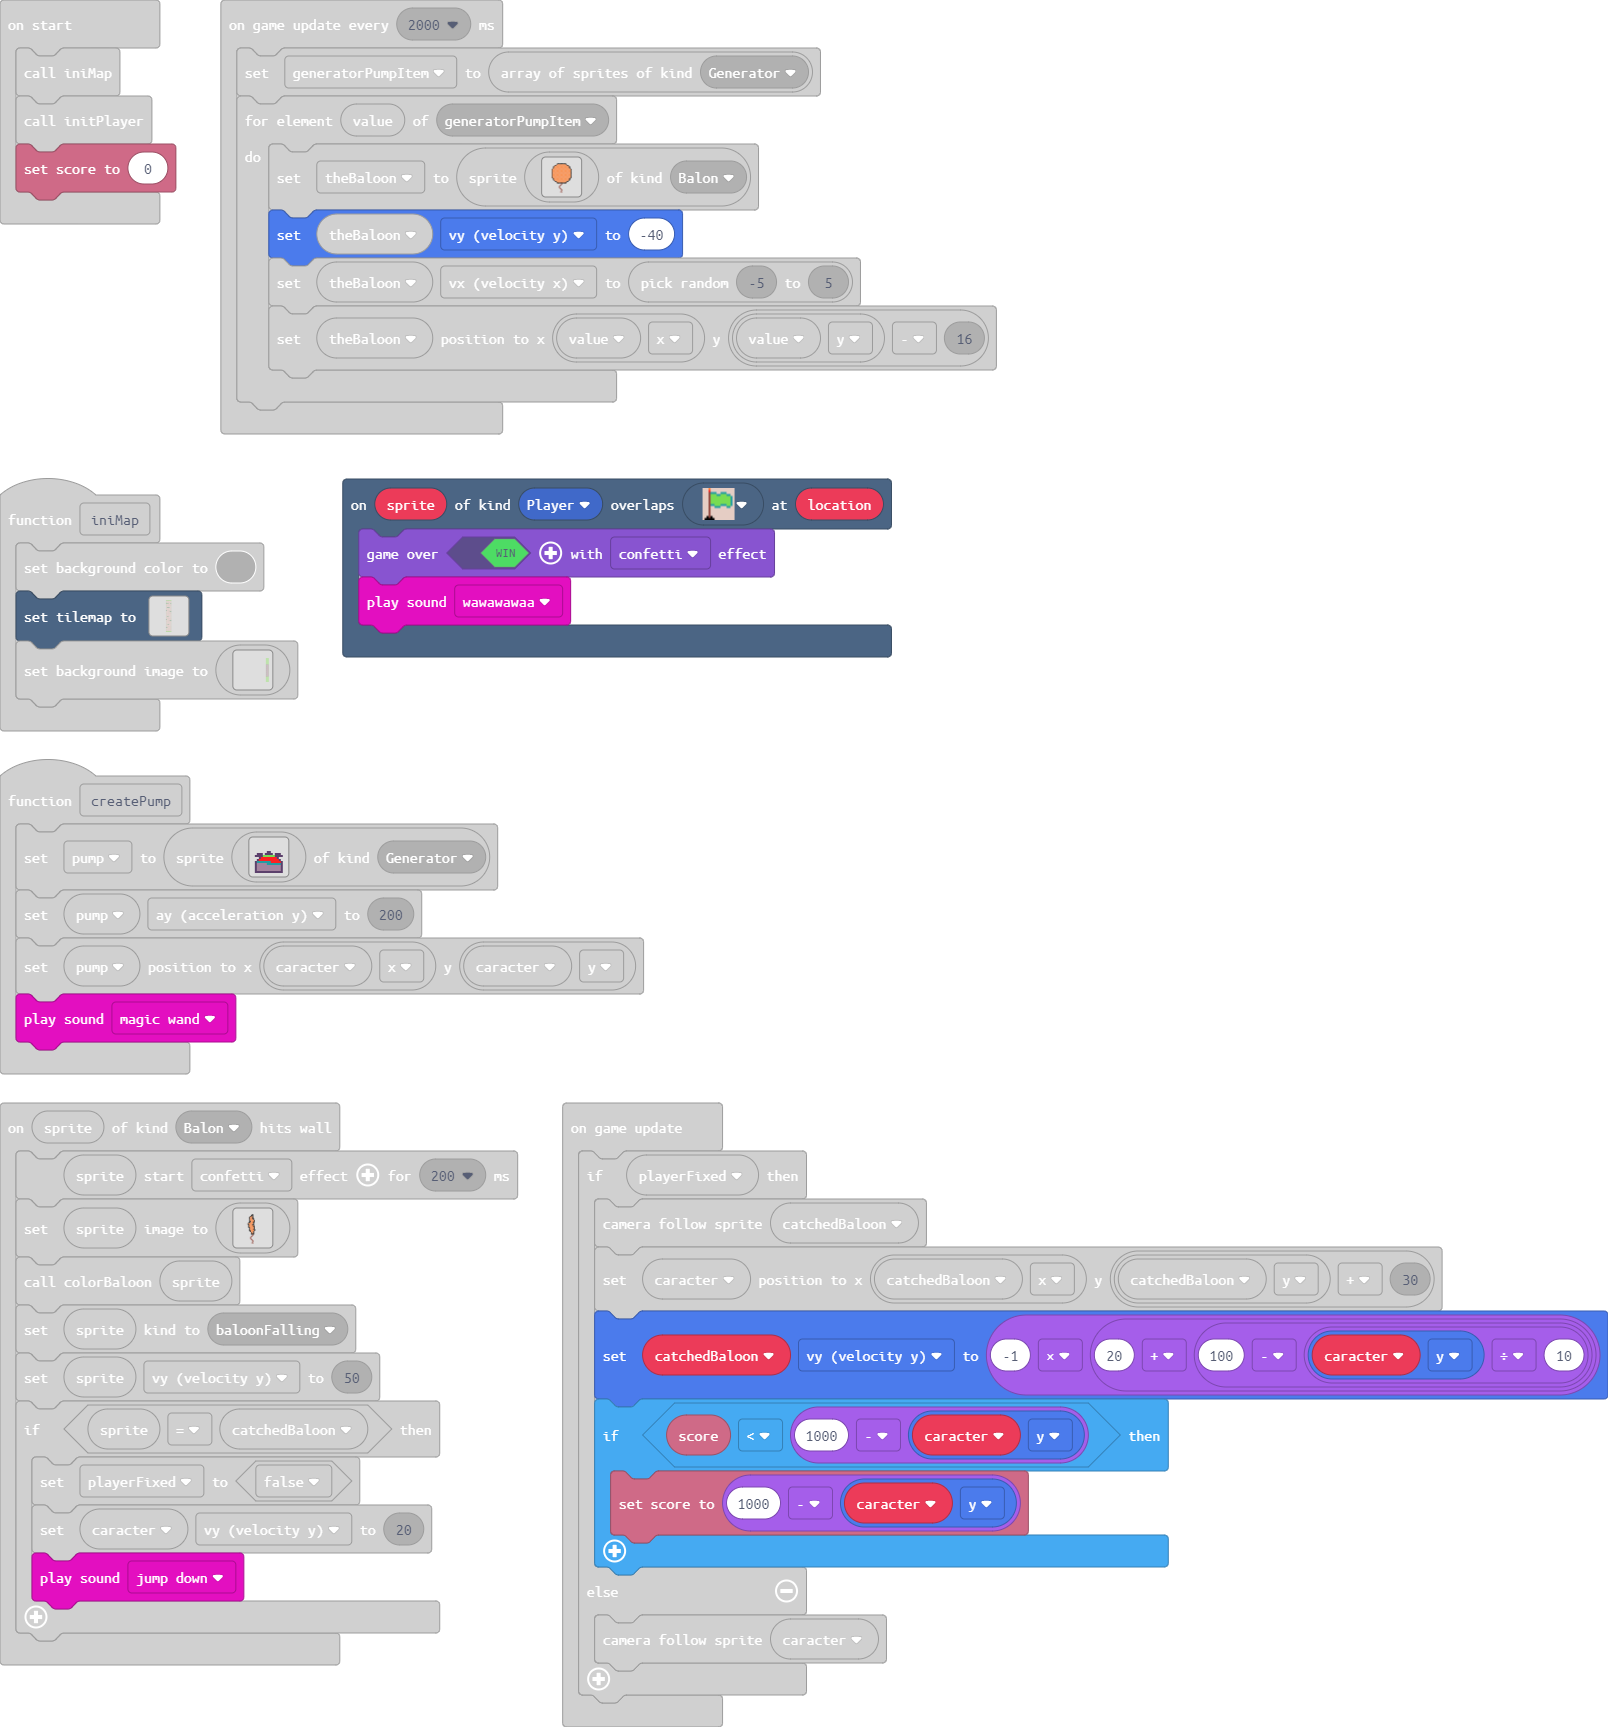 on start
call iniMap
call initPlayer
set score to 0
on game update every 2000 ms
set generatorPumpItem to array of sprites of kind Generator
for element value of generatorPumpItem
do
set theBaloon to sprite of kind Balon
set theBaloon vy (velocity y) to -40
set theBaloon vx (velocity x) to pick random -5 to 5
set theBaloon position to x value x y value y - 16
function iniMap
set background color to
set tilemap to
set background image to
on sprite of kind Player overlaps at location
game over WIN with confetti effect
play sound wawawawaa
function createPump
set pump to sprite of kind Generator
set pump ay (acceleration y) to 200
set pump position to x caracter x y caracter y
play sound magic wand
on sprite of kind Balon hits wall
sprite start confetti effect for 200 ms
set sprite image to
call colorBaloon sprite
set sprite kind to baloonFalling
set sprite vy (velocity y) to 50
if sprite = catchedBaloon then
set playerFixed to false
set caracter vy (velocity y) to 20
play sound jump down
on game update
if playerFixed then
camera follow sprite catchedBaloon
set caracter position to x catchedBaloon x y catchedBaloon y + 30
set catchedBaloon vy (velocity y) to -1 x 20 + 100 - caracter y ÷ 10
if score < 1000 - caracter y then
set score to 1000 - caracter y
else
camera follow sprite caracter